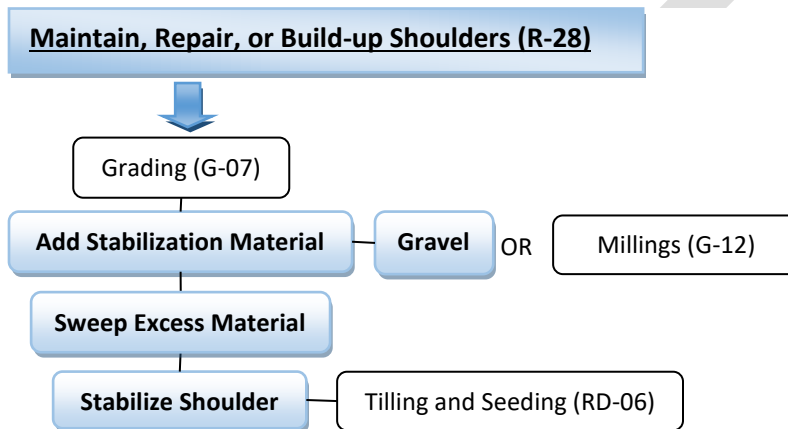 Maintain, Repair, or Build-up Shoulders (R-28)
Grading (G-07)
Add Stabilization Material
Gravel
OR
Millings (G-12)
Sweep Excess Material
Stabilize Shoulder
Tilling and Seeding (RD-06)